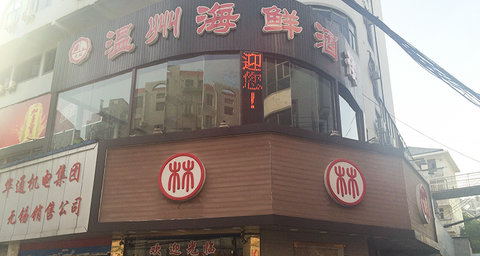 温州海鲜酒楼
迎您!
林
林
华通机电集团
无锡销售公司
欢迎光临